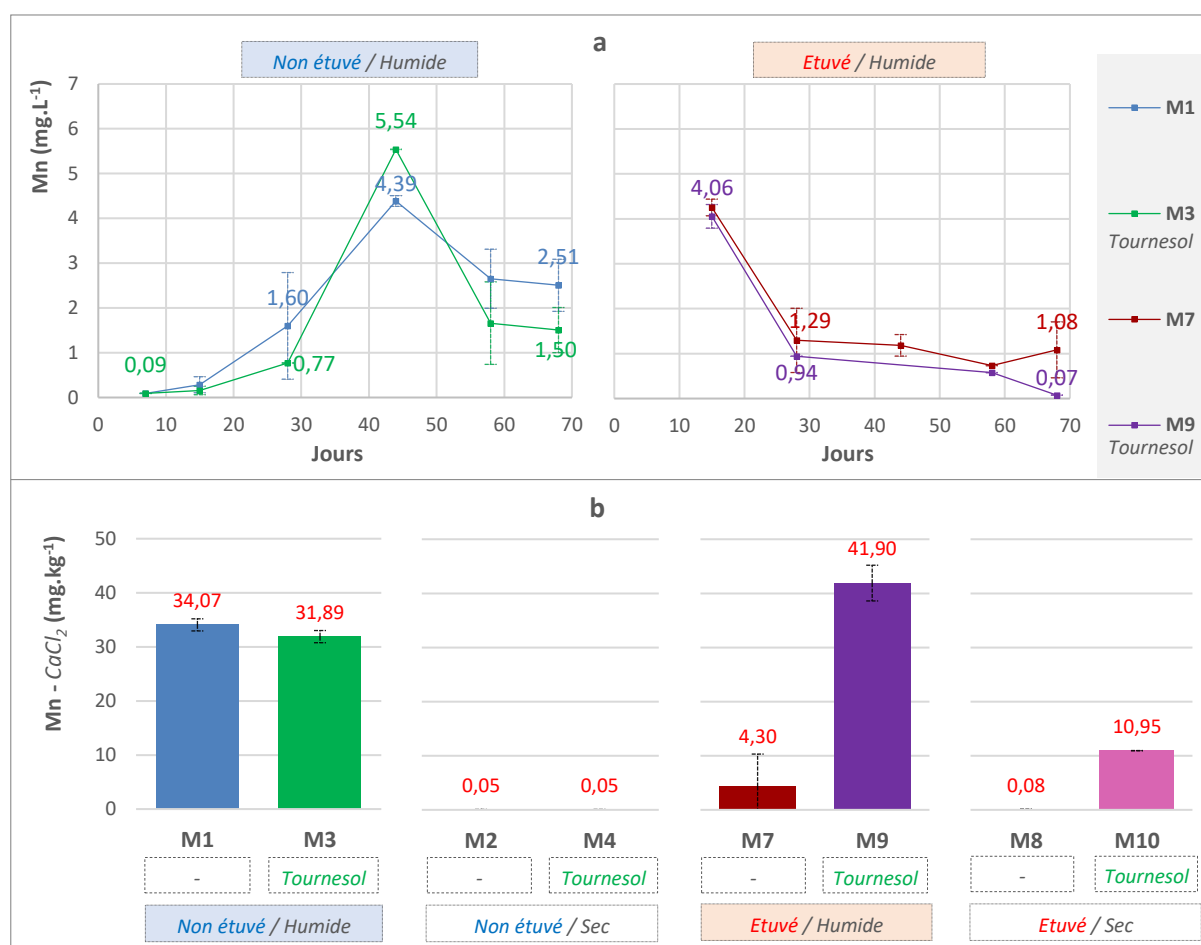 a
Non étuvé / Humide
Etuvé / Humide
Mn (mg.L-1)
7
6
5
4
3
2
1
0
0,09
1,60
0,77
5,54
4,39
2,51
1,50
0 10 20 30 40 50 60 70
Jours
4,06
1,29
0,94
1,08
0,07
0 10 20 30 40 50 60 70
Jours
M1
M3
Tournesol
M7
M9
Tournesol
b
Mn - CaCl2 (mg.kg-1)
50
40
30
20
10
0
34,07 31,89 0,05 0,05 4,30 41,90 0,08 10,95
M1 M3 M2 M4 M7 M9 M8 M10
- Tournesol - Tournesol - Tournesol - Tournesol
Non étuvé / Humide Non étuvé / Sec Etuvé / Humide Etuvé / Sec